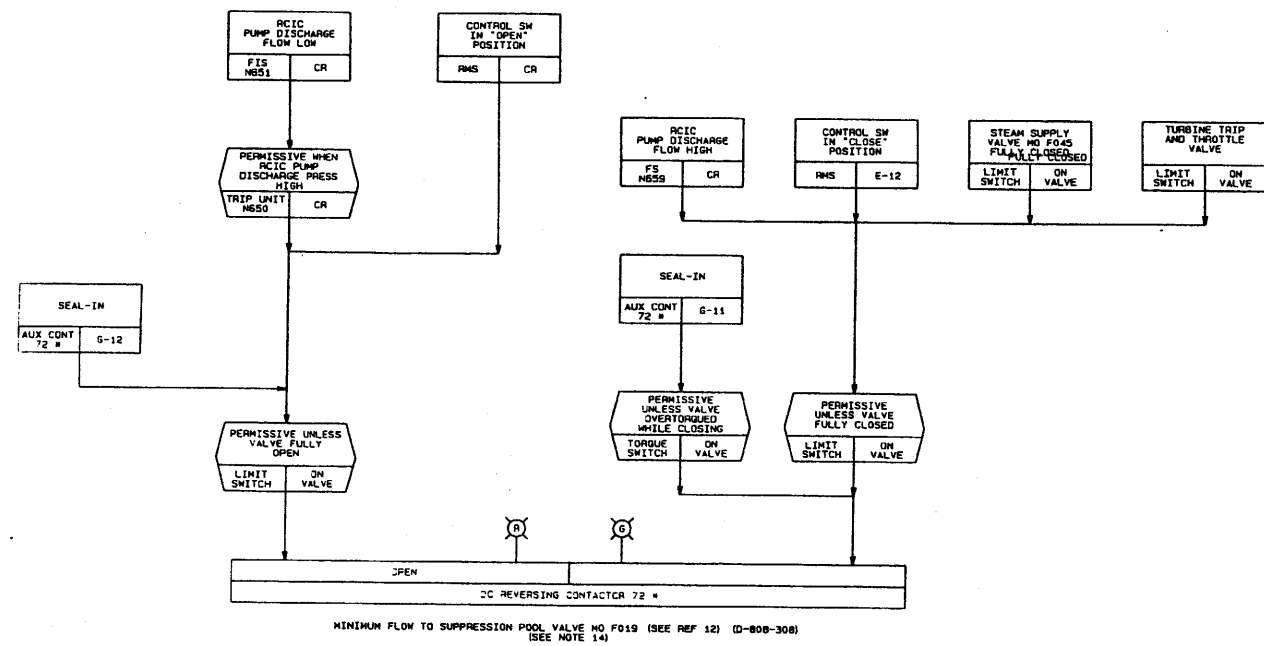 RCIC
PUMP DISCHARGE
FLOW LOW
FIS
N651
CR
CONTROL SW
IN "OPEN"
POSITION
RMS
CR
PERMISSIVE WHEN
RCIC PUMP
DISCHARGE PRESS
HIGH
TRIP UNIT
N650
CR
RCIC
PUMP DISCHARGE
FLOW HIGH
FS
N659
CR
CONTROL SW
IN "CLOSE"
POSITION
RMS
E-12
STEAM SUPPLY
VALVE MO F045
FULLY CLOSED
FULLY CLOSED
LIMIT
SWITCH
ON
VALVE
TURBINE TRIP
AND THROTTLE
VALVE
LIMIT
SWITCH
ON
VALVE
SEAL-IN
AUX CONT
72 *
G-12
SEAL-IN
AUX CONT
72 *
G-11
PERMISSIVE UNLESS
VALVE FULLY
OPEN
LIMIT
SWITCH
ON
VALVE
PERMISSIVE
UNLESS VALVE
OVERTORQUED
WHILE CLOSING
TORQUE
SWITCH
ON
VALVE
PERMISSIVE
UNLESS VALVE
FULLY CLOSED
LIMIT
SWITCH
ON
VALVE
R
G
OPEN
DC REVERSING CONTACTOR 72 *
MINIMUM FLOW TO SUPPRESSION POOL VALVE MO F019 (SEE REF 12) (D-808-308)
(SEE NOTE 14)